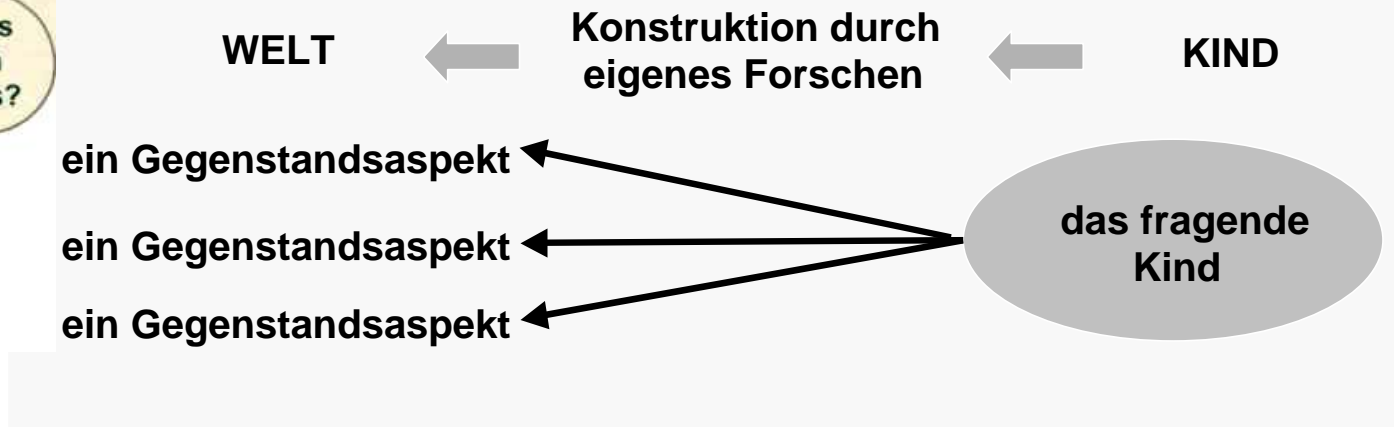 WELT
Konstruktion durch
eigenes Forschen
KIND
ein Gegenstandsaspekt
ein Gegenstandsaspekt
ein Gegenstandsaspekt
das fragende
Kind